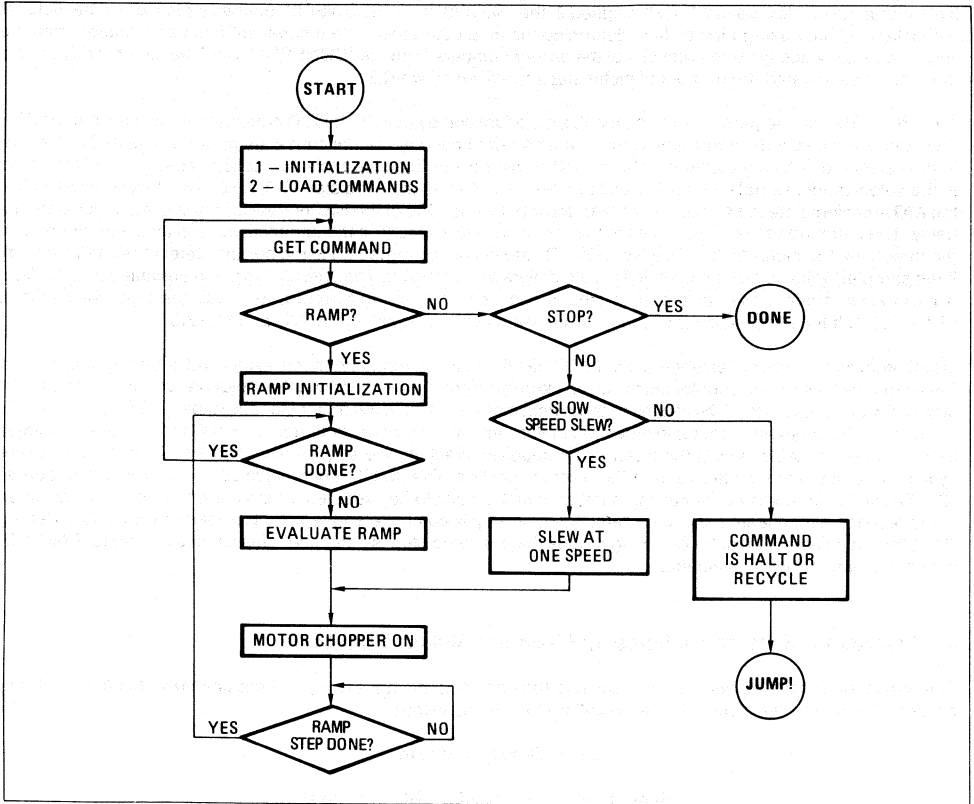 START
1 – INITIALIZATION
2 – LOAD COMMANDS
GET COMMAND
RAMP?
NO
STOP?
YES
DONE
YES
NO
RAMP INITIALIZATION
SLOW
SPEED SLEW?
NO
YES
RAMP
DONE?
YES
NO
EVALUATE RAMP
SLEW AT
ONE SPEED
COMMAND
IS HALT OR
RECYCLE
MOTOR CHOPPER ON
JUMP!
YES
RAMP
STEP DONE?
NO